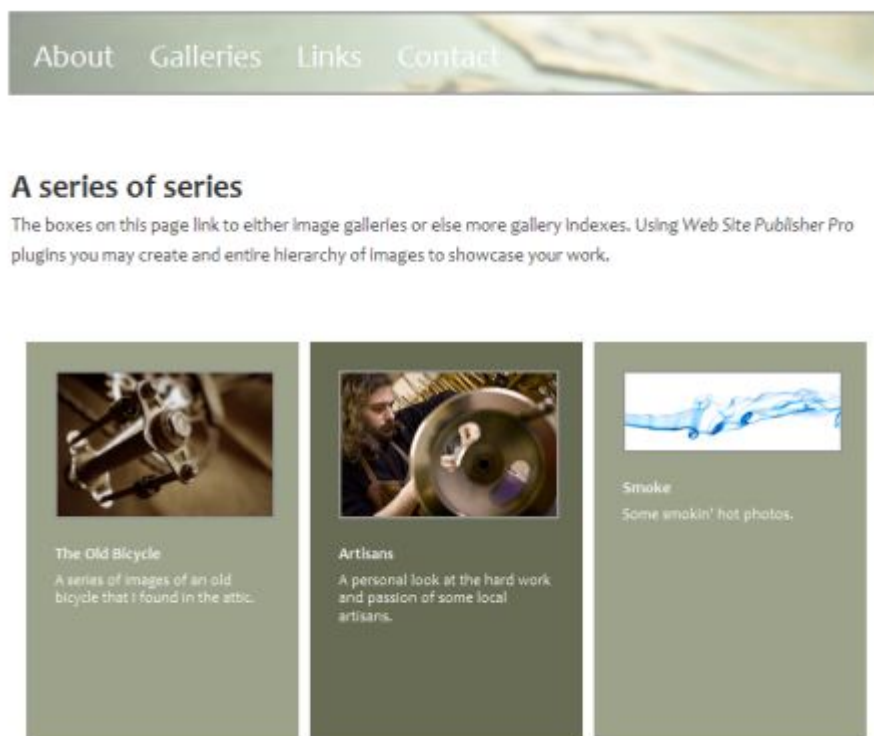 About Galleries Links Contact
A series of series
The boxes on this page link to either image galleries or else more gallery indexes. Using Web Site Publisher Pro
plugins you may create and entire hierarchy of images to showcase your work.
The Old Bicycle
A series of images of an old
bicycle that I found in the attic.
Artisans
A personal look at the hard work
and passion of some local
artisans.
Smoke
Some smokin' hot photos.